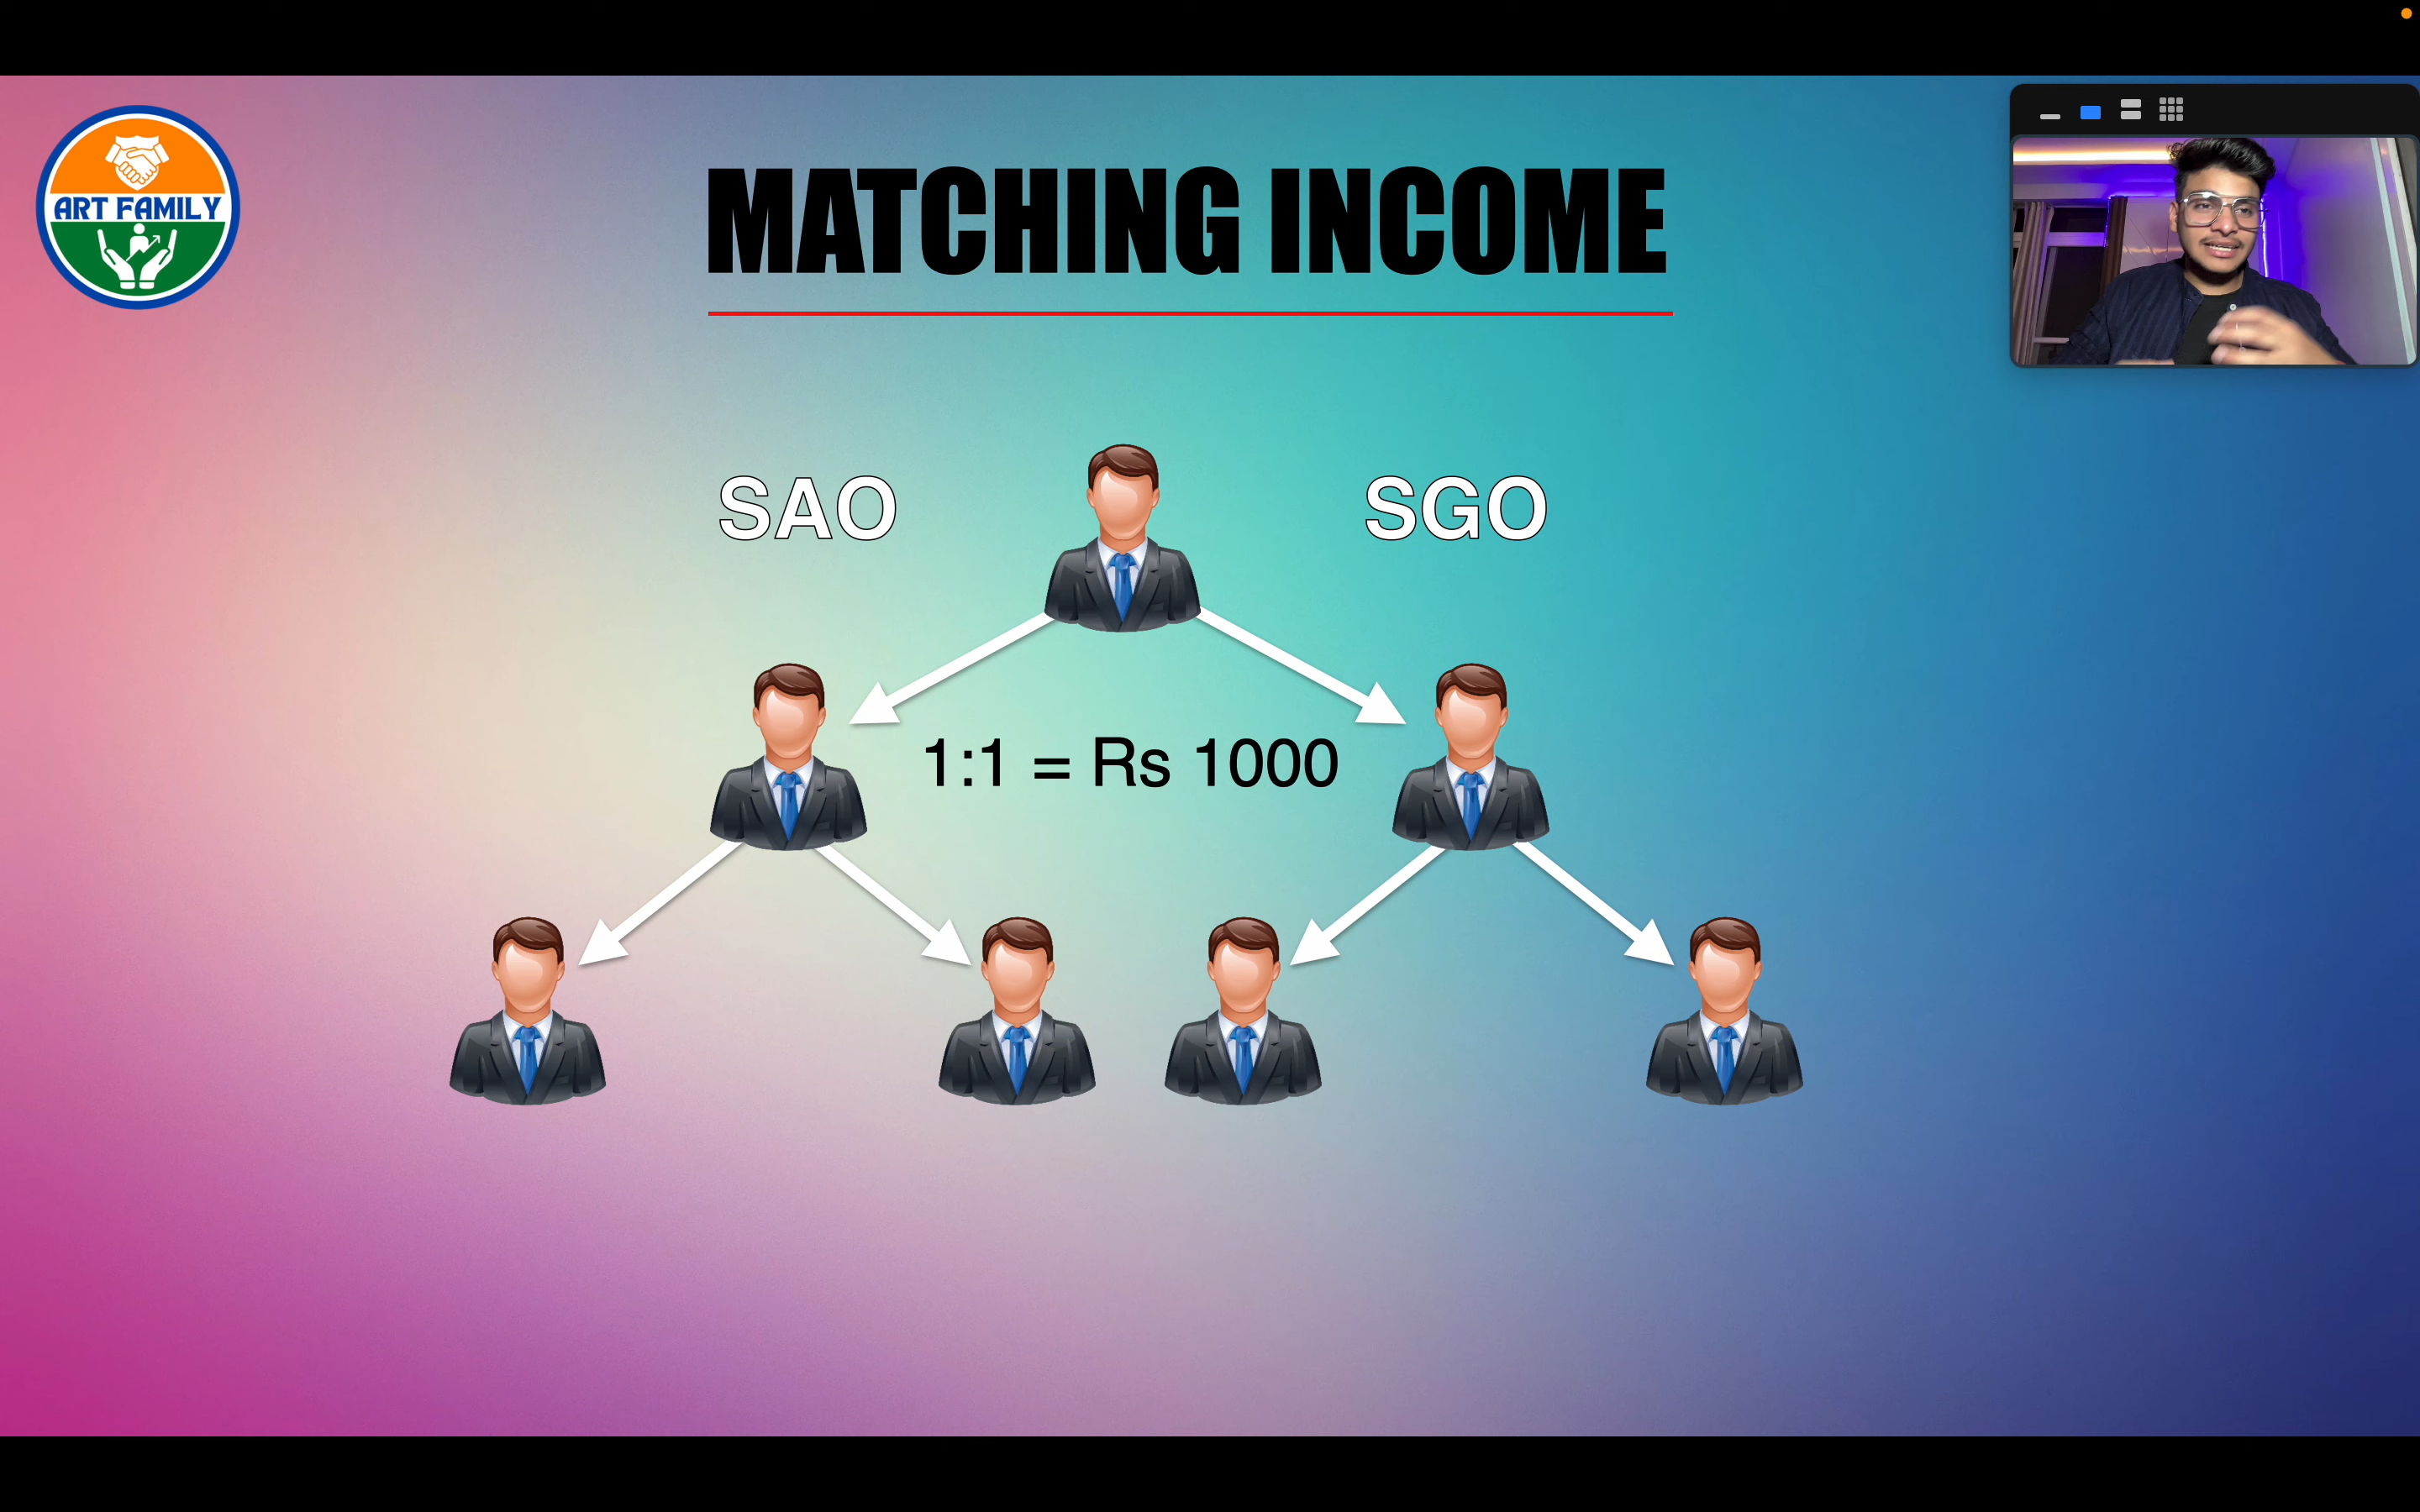 ART FAMILY
MATCHING INCOME
SAO
SGO
1:1 = Rs 1000